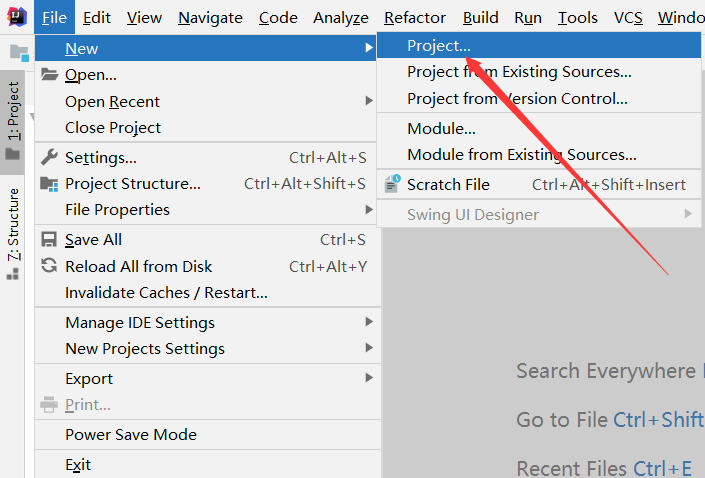 File Edit View Navigate Code Analyze Refactor Build Run Tools VCS Windo
New
Open...
Open Recent
Close Project
Settings... Ctrl+Alt+S
Project Structure... Ctrl+Alt+Shift+S
File Properties
Save All Ctrl+S
Reload All from Disk Ctrl+Alt+Y
Invalidate Caches / Restart...
Manage IDE Settings
New Projects Settings
Export
Print...
Power Save Mode
Exit
Project...
Project from Existing Sources...
Project from Version Control...
Module...
Module from Existing Sources...
Scratch File Ctrl+Alt+Shift+Insert
Swing UI Designer
1: Project
7: Structure
Search Everywhere
Go to File Ctrl+Shift
Recent Files Ctrl+E